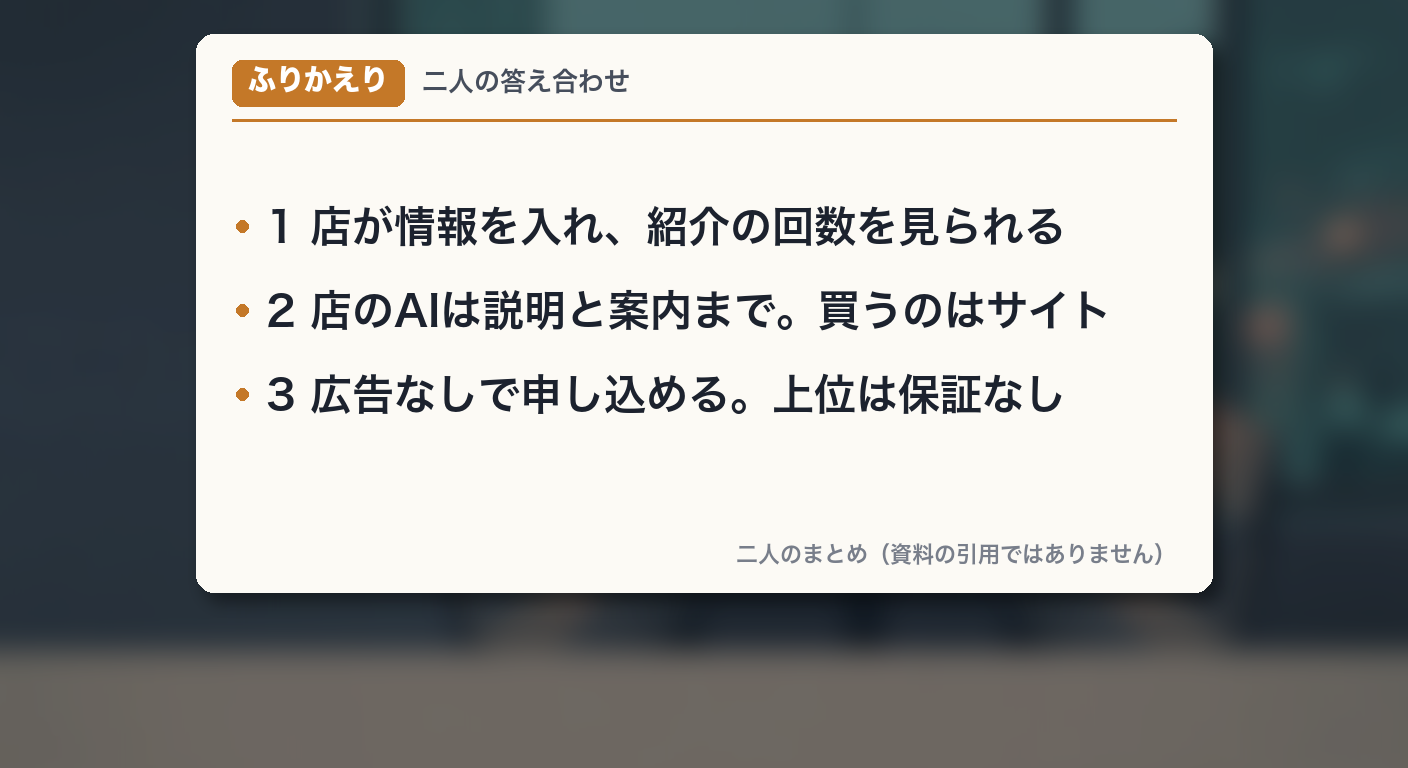 ふりかえり 二人の答え合わせ
• 1 店が情報を入れ、紹介の回数を見られる
• 2 店のAIは説明と案内まで。買うのはサイト
• 3 広告なしで申し込める。上位は保証なし
二人のまとめ（資料の引用ではありません）